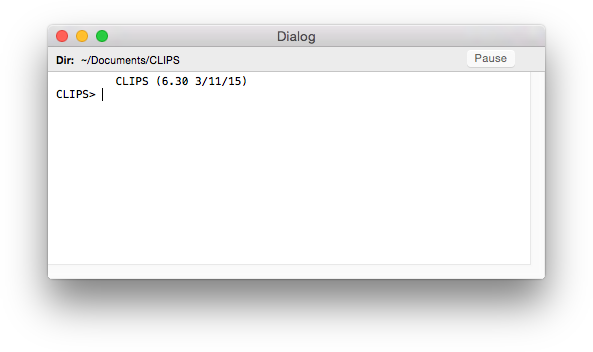 Dialog
Dir: ~/Documents/CLIPS
Pause
CLIPS (6.30 3/11/15)
CLIPS>